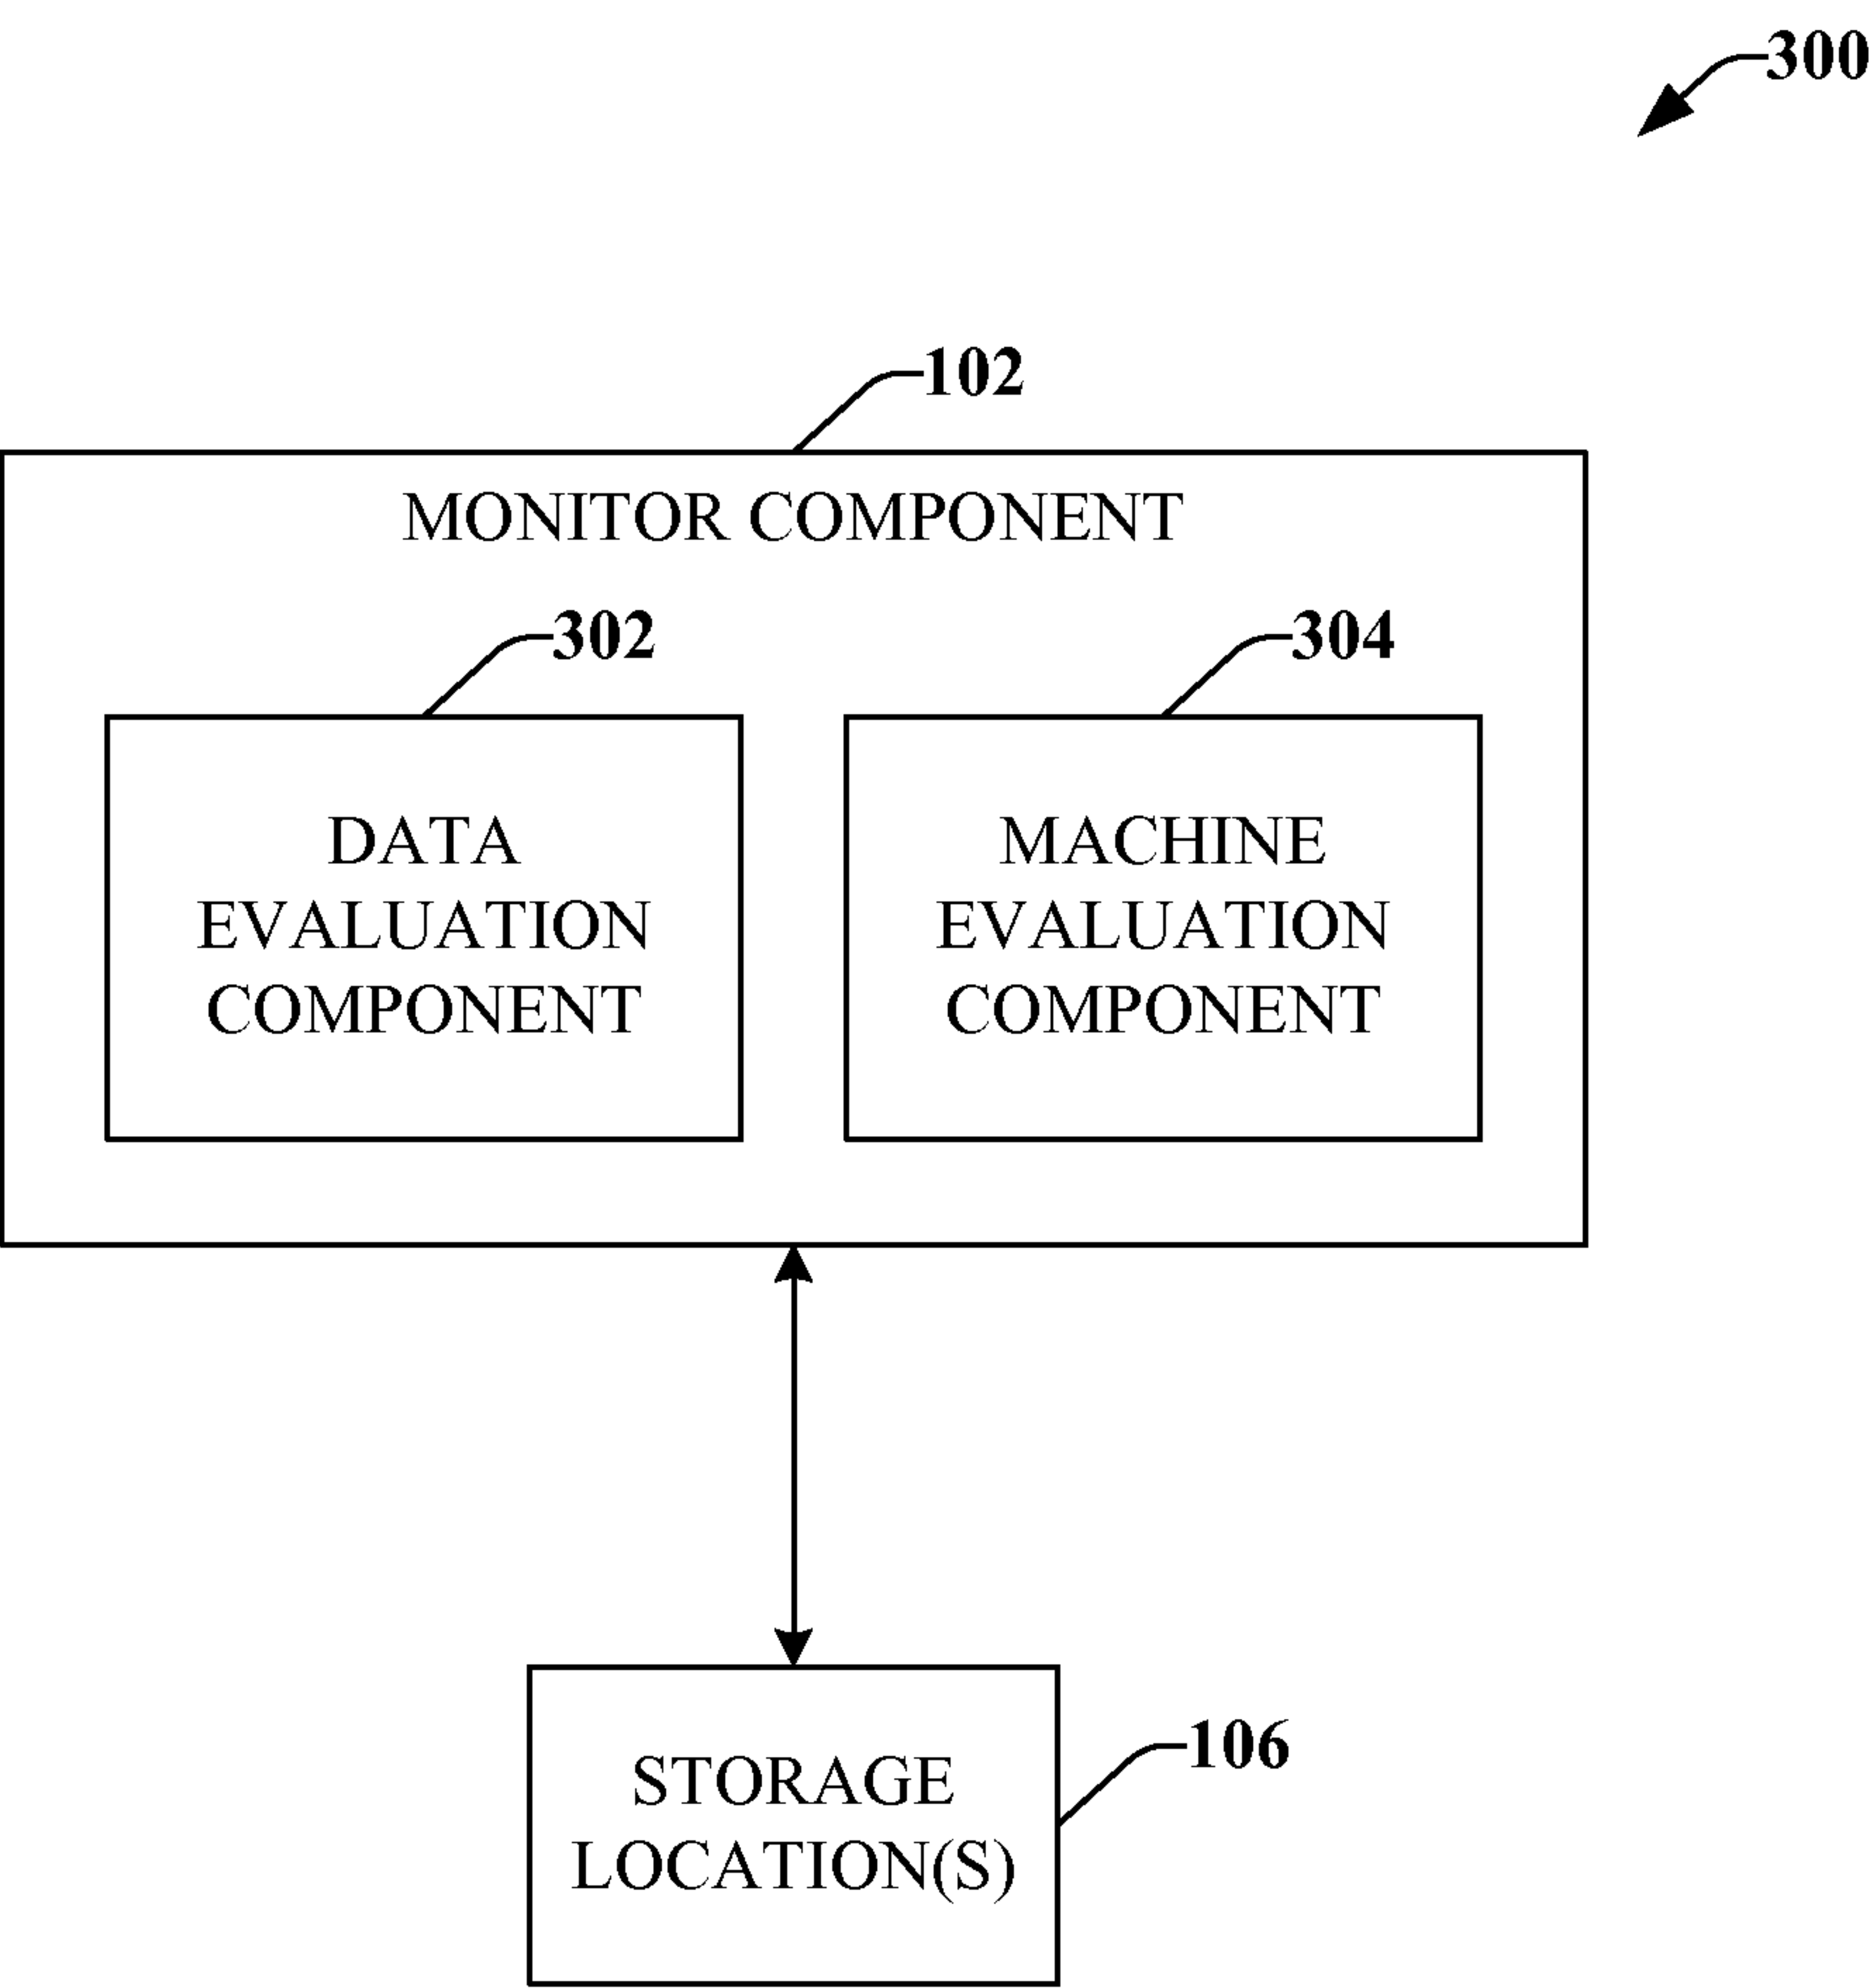 300
102
MONITOR COMPONENT
302
304
DATA
EVALUATION
COMPONENT
MACHINE
EVALUATION
COMPONENT
106
STORAGE
LOCATION(S)